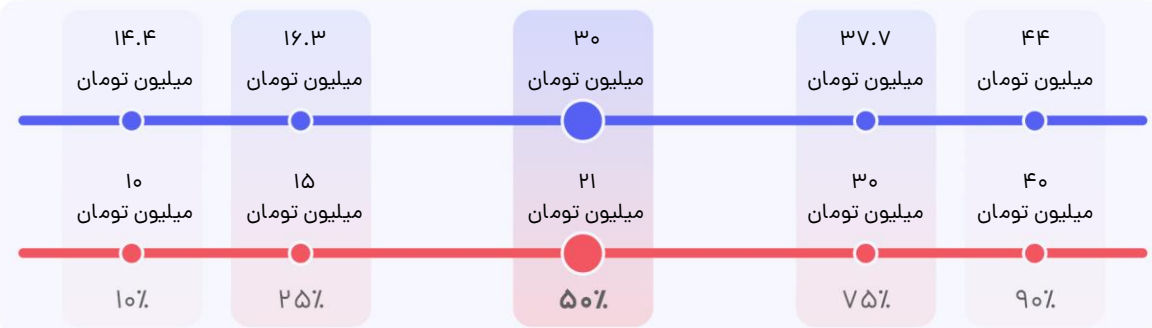 ۱۴.۴ ۱۶.۳ ۳۰ ۳۷.۷ ۴۴
میلیون تومان میلیون تومان میلیون تومان میلیون تومان میلیون تومان
۱۰ ۱۵ ۲۱ ۳۰ ۴۰
میلیون تومان میلیون تومان میلیون تومان میلیون تومان میلیون تومان
۱۰٪ ۲۵٪ ۵۰٪ ۷۵٪ ۹۰٪